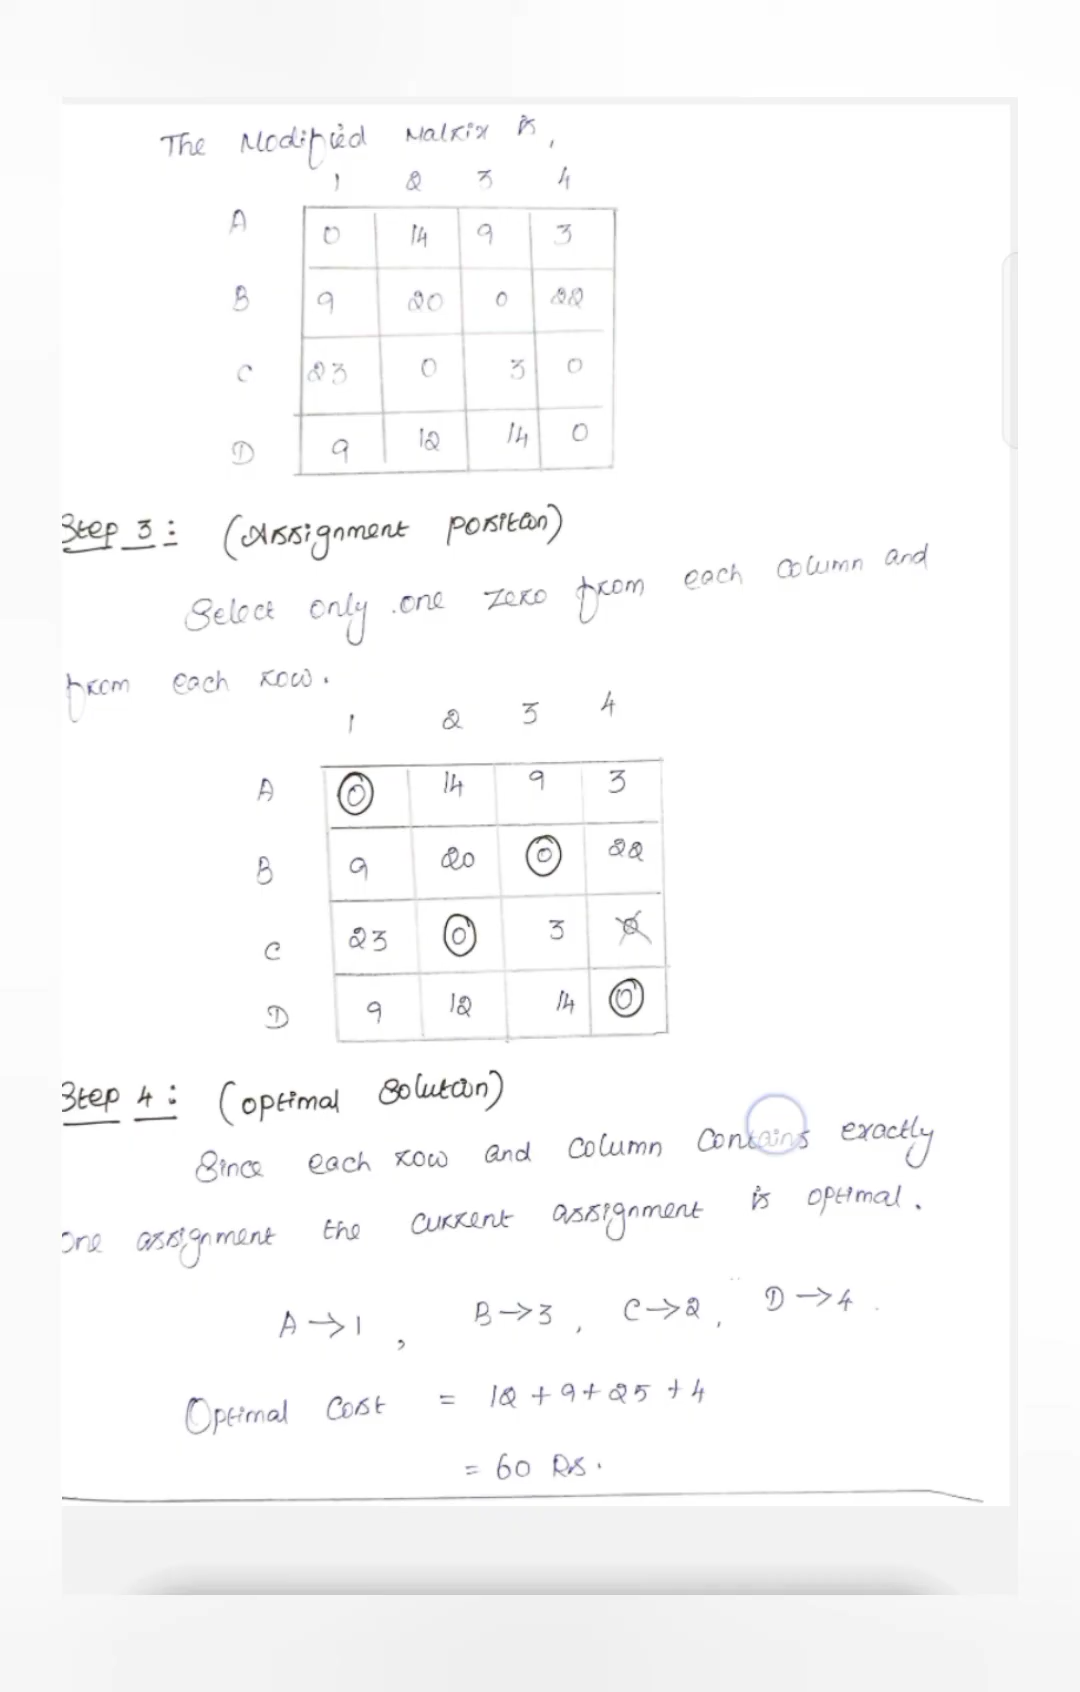 The Modified Matrix is,
1 2 3 4
A 0 14 9 3
B 9 20 0 22
C 23 0 3 0
D 9 12 14 0
Step 3: (Assignment position)
Select only one zero from each column and
from each row.
1 2 3 4
A 0 14 9 3
B 9 20 0 22
C 23 0 3 0
D 9 12 14 0
Step 4: (optimal solution)
Since each row and column contains exactly
one assignment the current assignment is optimal.
A→1, B→3, C→2, D→4.
Optimal Cost = 12+9+25+4
= 60 Rs.